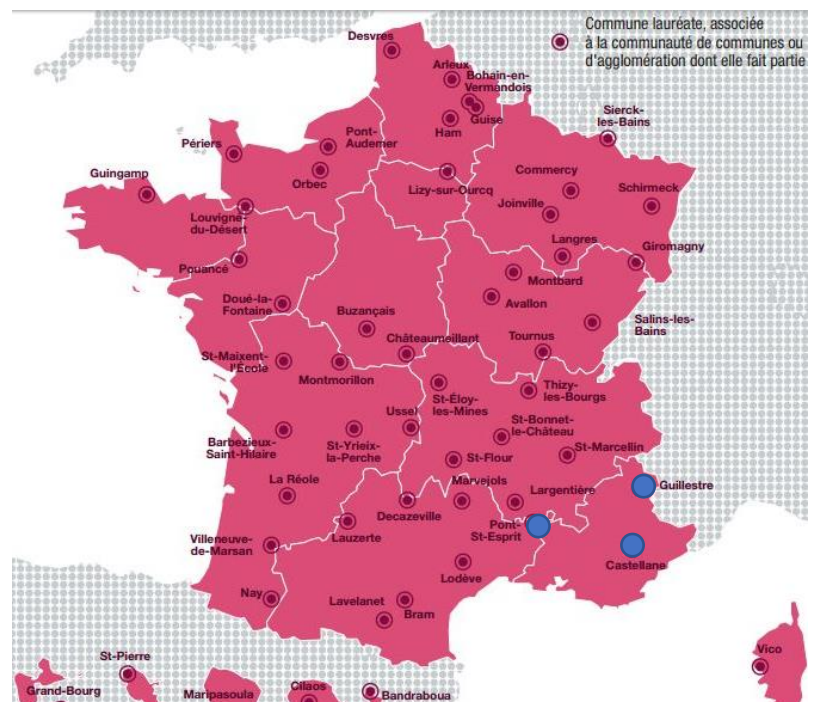 Commune lauréate, associée
à la communauté de communes ou
d'agglomération dont elle fait partie
Desvres
Arleux
Bohain-en-
Vermandois
Ham
Guise
Sierck-
les-Bains
Périers
Pont-
Audemer
Orbec
Guingamp
Lizy-sur-Ourcq
Commercy
Joinville
Schirmeck
Louvigné-
du-Désert
Langres
Giromagny
Pouancé
Montbard
Avallon
Doué-la-
Fontaine
Buzançais
Salins-les-
Bains
Châteaumeillant
Tournus
St-Maixent-
l'École
Montmorillon
St-Éloy-
les-Mines
Thizy-
les-Bourgs
Ussel
St-Bonnet-
le-Château
Barbezieux-
Saint-Hilaire
St-Yrieix-
la-Perche
St-Flour
St-Marcellin
La Réole
Marvejols
Largentière
Guillestre
Decazeville
Pont-
St-Esprit
Lauzerte
Villeneuve-
de-Marsan
Castellane
Lodève
Nay
Lavelanet
Bram
St-Pierre
Vico
Grand-Bourg
Maripasoula
Cilaos
Bandraboua